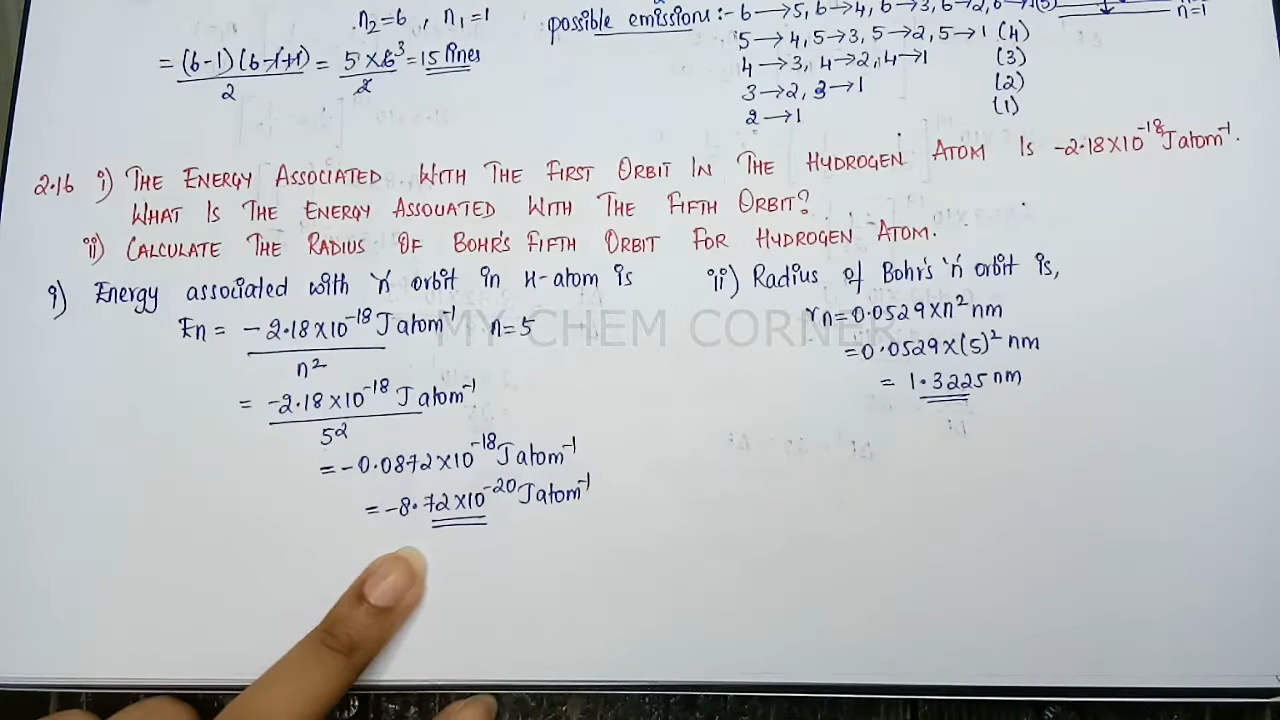 n₂=6 , n₁=1
possible emissions :- 6→5, 6→4, 6→3, 6→2, 6→1(5)
n=1
5→4, 5→3, 5→2, 5→1 (4)
= (6-1)(6-1+1)/2 = 5×6³/2 = 15 lines
4→3, 4→2, 4→1 (3)
3→2, 3→1 (2)
2→1 (1)
2.16 i) THE ENERGY ASSOCIATED WITH THE FIRST ORBIT IN THE HYDROGEN ATOM IS -2.18×10⁻¹⁸ J atom⁻¹.
WHAT IS THE ENERGY ASSOUATED WITH THE FIFTH ORBIT?
ii) CALCULATE THE RADIUS OF BOHR'S FIFTH ORBIT FOR HYDROGEN ATOM.
i) Energy associated with 'n' orbit in H-atom is
En = -2.18×10⁻¹⁸ J atom⁻¹/n² n=5
= -2.18×10⁻¹⁸ J atom⁻¹/5²
= -0.0872×10⁻¹⁸ J atom⁻¹
= -8.72×10⁻²⁰ J atom⁻¹
ii) Radius of Bohr's 'n' orbit is,
rn = 0.0529×n² nm
= 0.0529×(5)² nm
= 1.3225 nm
MY CHEM CORNER